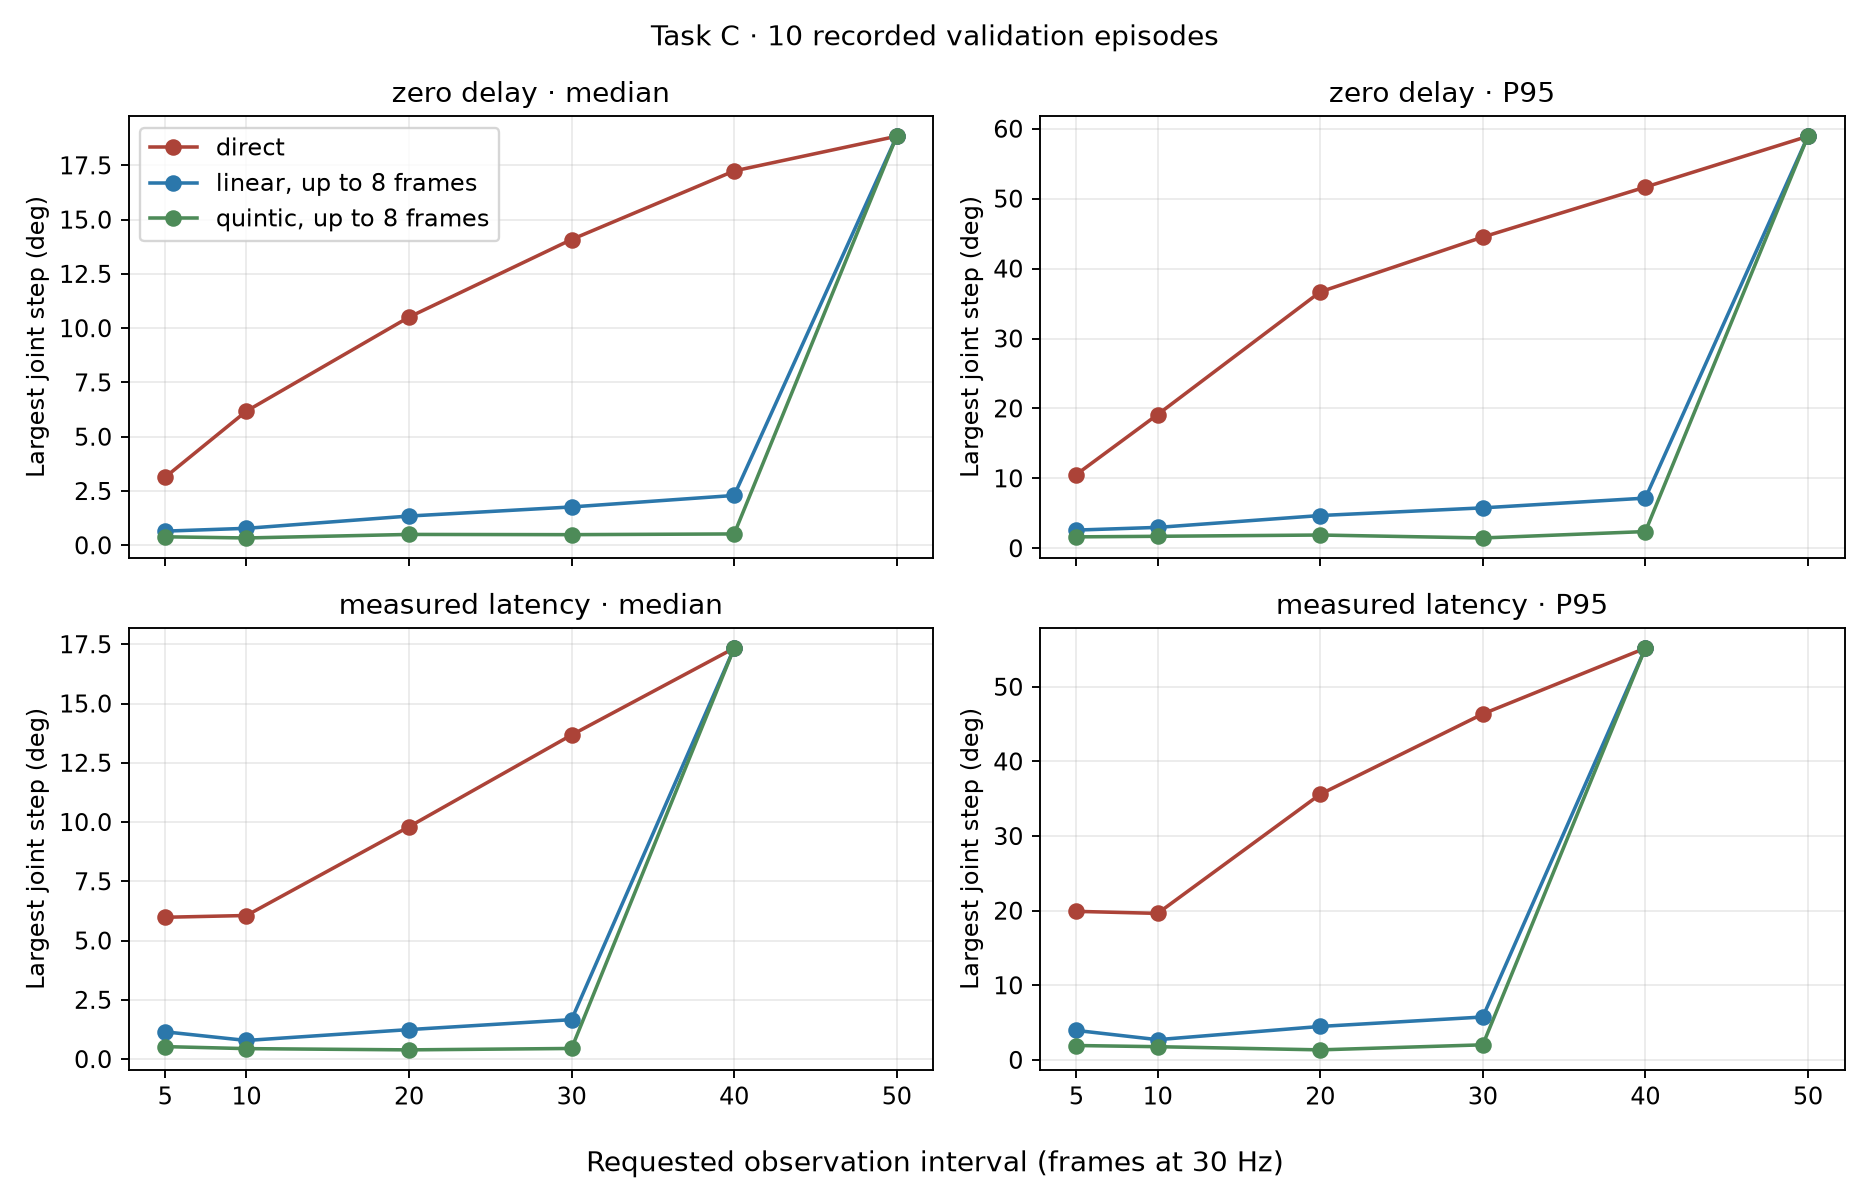 Task C · 10 recorded validation episodes
zero delay · median
Largest joint step (deg)
17.5
15.0
12.5
10.0
7.5
5.0
2.5
0.0
direct
linear, up to 8 frames
quintic, up to 8 frames
zero delay · P95
Largest joint step (deg)
60
50
40
30
20
10
0
measured latency · median
Largest joint step (deg)
17.5
15.0
12.5
10.0
7.5
5.0
2.5
0.0
5 10 20 30 40 50
measured latency · P95
Largest joint step (deg)
50
40
30
20
10
0
5 10 20 30 40 50
Requested observation interval (frames at 30 Hz)